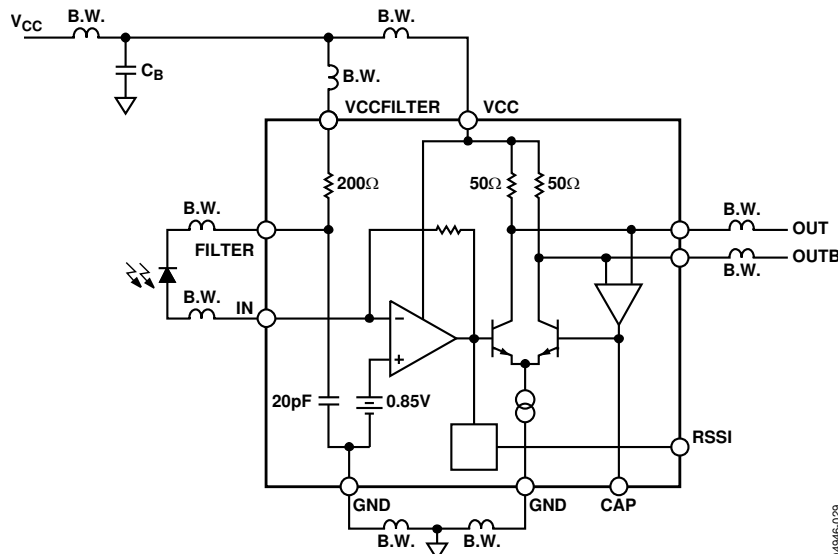 B.W.
B.W.
VCC
CB
B.W.
VCCFILTER
VCC
200Ω
50Ω
50Ω
B.W.
B.W.
OUT
FILTER
OUTB
B.W.
B.W.
IN
20pF
0.85V
RSSI
GND
GND
CAP
B.W.
B.W.